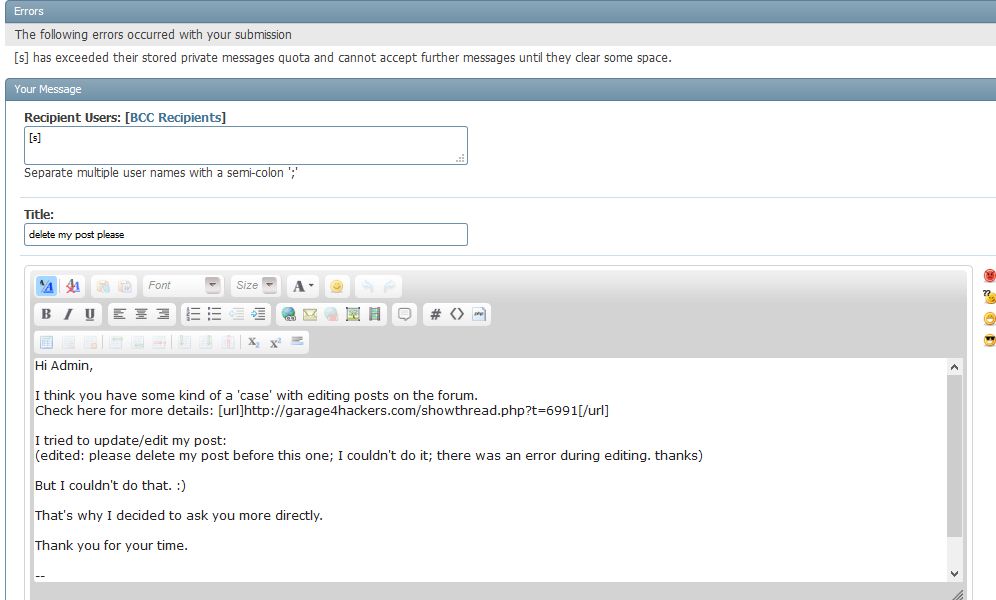 Errors
The following errors occurred with your submission
[s] has exceeded their stored private messages quota and cannot accept further messages until they clear some space.
Your Message
Recipient Users: [BCC Recipients]
[s]
Separate multiple user names with a semi-colon ';'
Title:
delete my post please
Font Size A
B I U # <> php
X2 X2
Hi Admin,
I think you have some kind of a 'case' with editing posts on the forum.
Check here for more details: [url]http://garage4hackers.com/showthread.php?t=6991[/url]
I tried to update/edit my post:
(edited: please delete my post before this one; I couldn't do it; there was an error during editing. thanks)
But I couldn't do that. :)
That's why I decided to ask you more directly.
Thank you for your time.
--